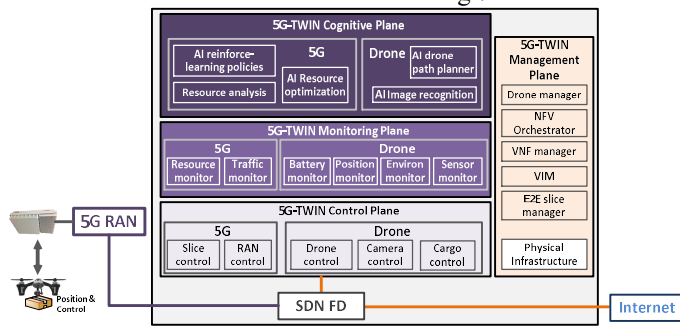 5G-TWIN Cognitive Plane
5G
AI reinforce-
learning policies
Resource analysis
AI Resource
optimization
Drone
AI drone
path planner
AI Image recognition
5G-TWIN Monitoring Plane
5G
Resource
monitor
Traffic
monitor
Drone
Battery
monitor
Position
monitor
Environ
monitor
Sensor
monitor
5G-TWIN Control Plane
5G
Slice
control
RAN
control
Drone
Drone
control
Camera
control
Cargo
control
5G-TWIN
Management
Plane
Drone manager
NFV
Orchestrator
VNF manager
VIM
E2E slice
manager
Physical
Infrastructure
5G RAN
Position &
Control
SDN FD
Internet